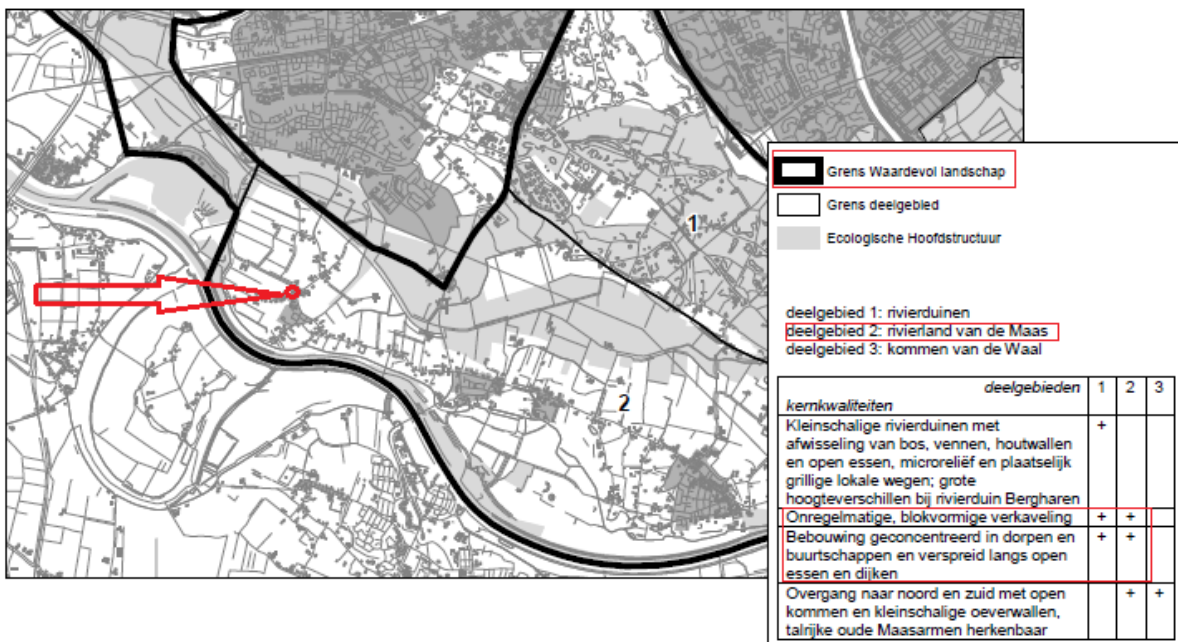 1
2
Grens Waardevol landschap
Grens deelgebied
Ecologische Hoofdstructuur
deelgebied 1: rivierduinen
deelgebied 2: rivierland van de Maas
deelgebied 3: kommen van de Waal
deelgebieden 1 2 3
kernkwaliteiten
Kleinschalige rivierduinen met +
afwisseling van bos, vennen, houtwallen
en open essen, microreliëf en plaatselijk
grillige lokale wegen; grote
hoogteverschillen bij rivierduin Bergharen
Onregelmatige, blokvormige verkaveling + +
Bebouwing geconcentreerd in dorpen en + +
buurtschappen en verspreid langs open
essen en dijken
Overgang naar noord en zuid met open + +
kommen en kleinschalige oeverwallen,
talrijke oude Maasarmen herkenbaar